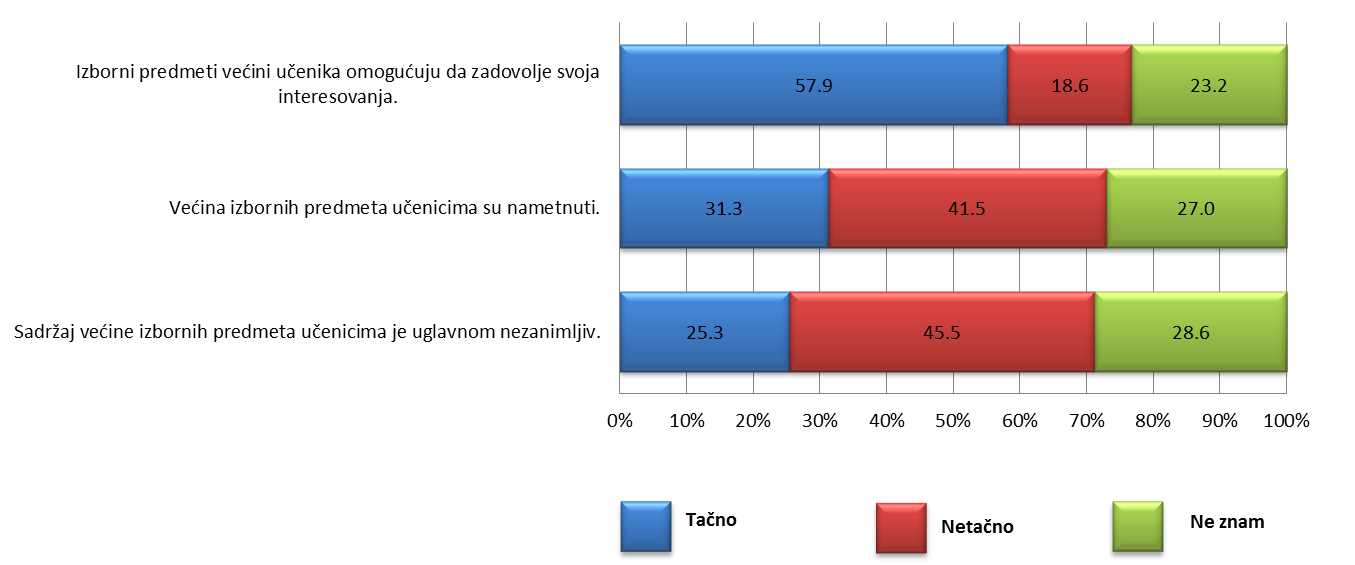 Izborni predmeti većini učenika omogućuju da zadovolje svoja
interesovanja.
57.9 18.6 23.2
Većina izbornih predmeta učenicima su nametnuti.
31.3 41.5 27.0
Sadržaj većine izbornih predmeta učenicima je uglavnom nezanimljiv.
25.3 45.5 28.6
0% 10% 20% 30% 40% 50% 60% 70% 80% 90% 100%
Tačno Netačno Ne znam